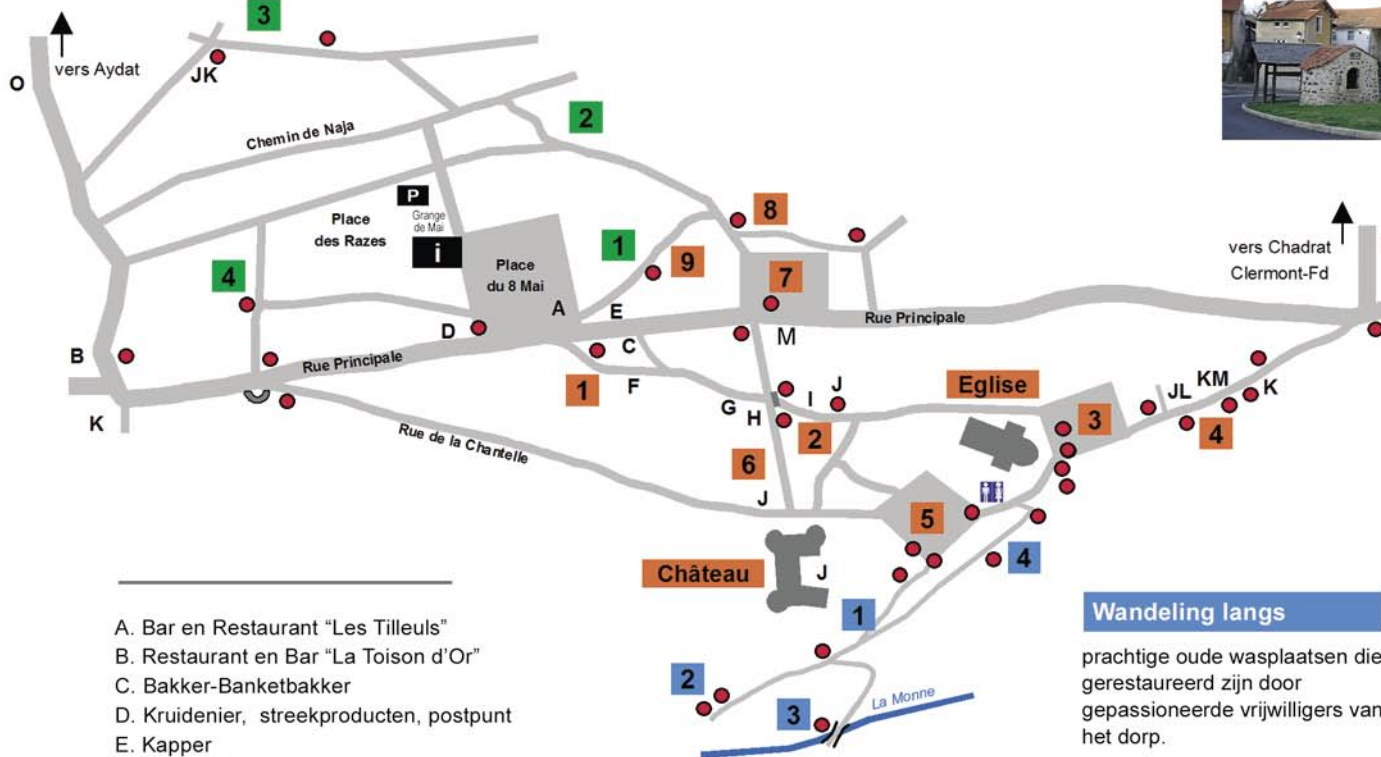 3
vers Aydat
O
JK
2
Chemin de Naja
P
Grange
de Mai
i
Place
des Razes
Place
du 8 Mai
8
1
9
7
vers Chadrat
Clermont-Fd
4
A
E
D
C
M
Rue Principale
B
Rue Principale
1
F
K
G
H
I
J
2
Eglise
3
JL
KM
K
4
Rue de la Chantelle
6
J
5
Château
J
4
1
2
3
La Monne
A. Bar en Restaurant “Les Tilleuls”
B. Restaurant en Bar “La Toison d’Or”
C. Bakker-Banketbakker
D. Kruidenier, streekproducten, postpunt
E. Kapper
Wandeling langs
prachtige oude wasplaatsen die
gerestaureerd zijn door
gepassioneerde vrijwilligers van
het dorp.